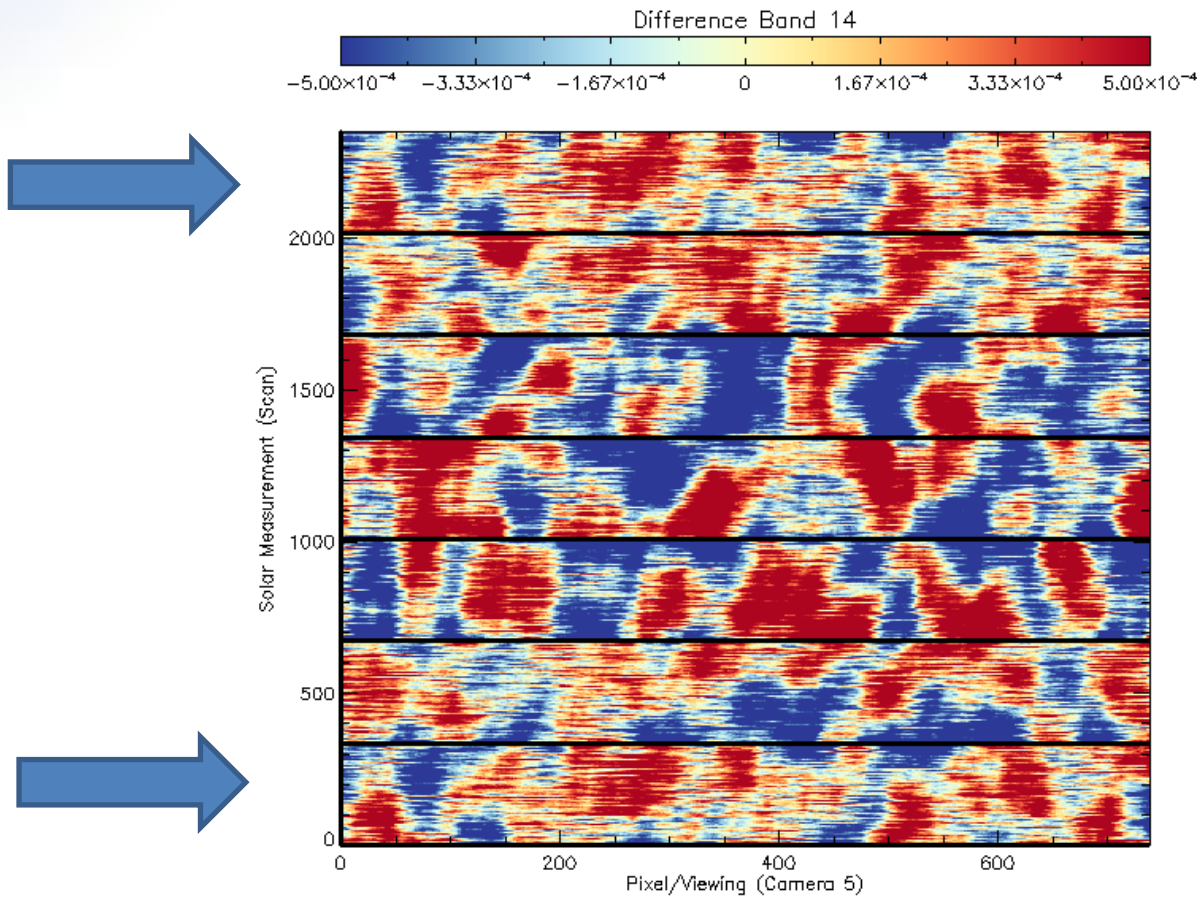 Difference Band 14
−5.00×10⁻⁴ −3.33×10⁻⁴ −1.67×10⁻⁴ 0 1.67×10⁻⁴ 3.33×10⁻⁴ 5.00×10⁻⁴
2000
1500
1000
500
0
Solar Measurement (Scan)
0 200 400 600
Pixel/Viewing (Camera 5)